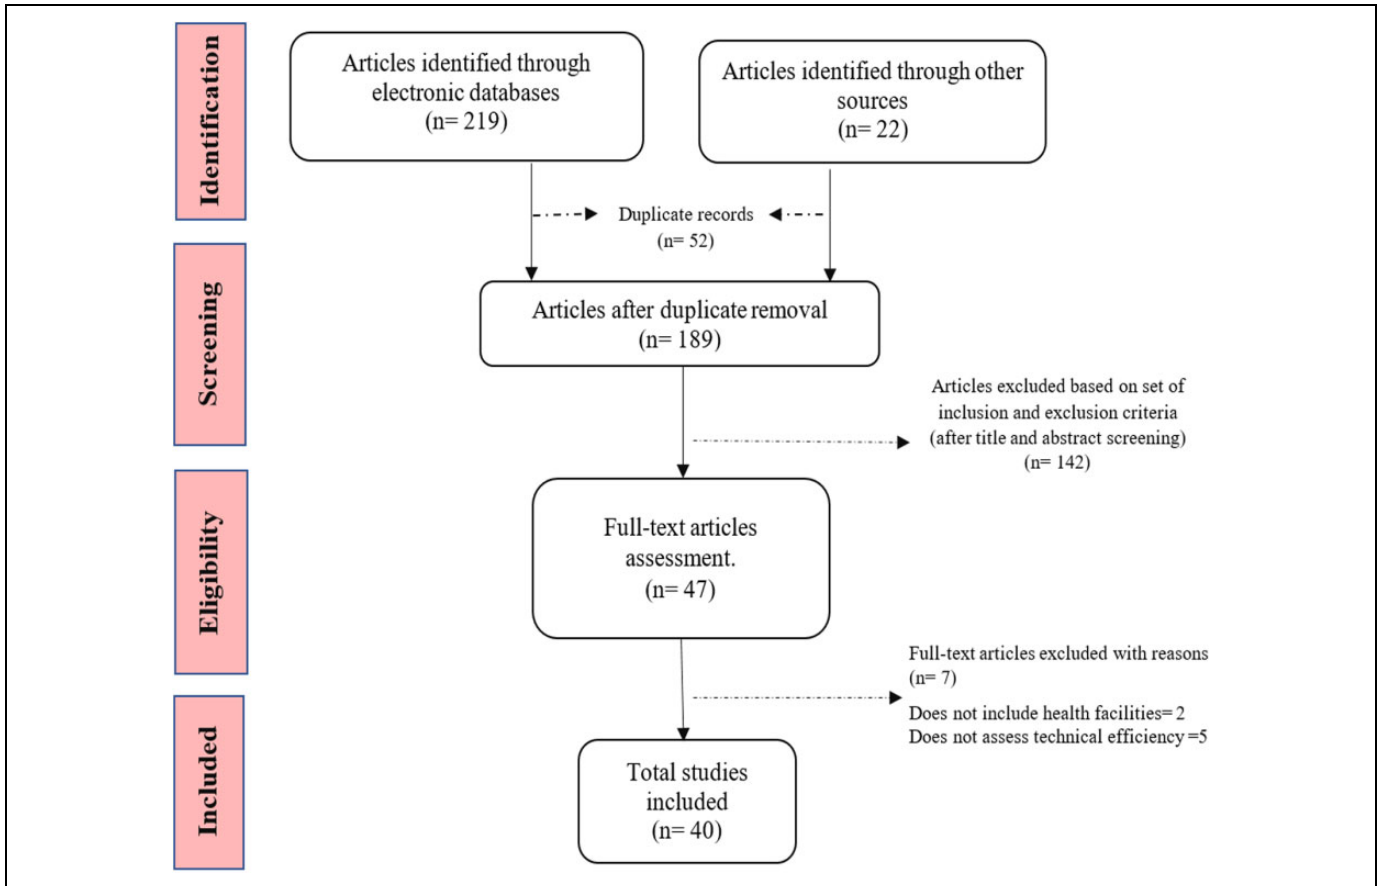 Identification
Articles identified through
electronic databases
(n= 219)
Articles identified through other
sources
(n= 22)
Duplicate records
(n= 52)
Screening
Articles after duplicate removal
(n= 189)
Articles excluded based on set of
inclusion and exclusion criteria
(after title and abstract screening)
(n= 142)
Eligibility
Full-text articles
assessment.
(n= 47)
Full-text articles excluded with reasons
(n= 7)
Does not include health facilities= 2
Does not assess technical efficiency =5
Included
Total studies
included
(n= 40)